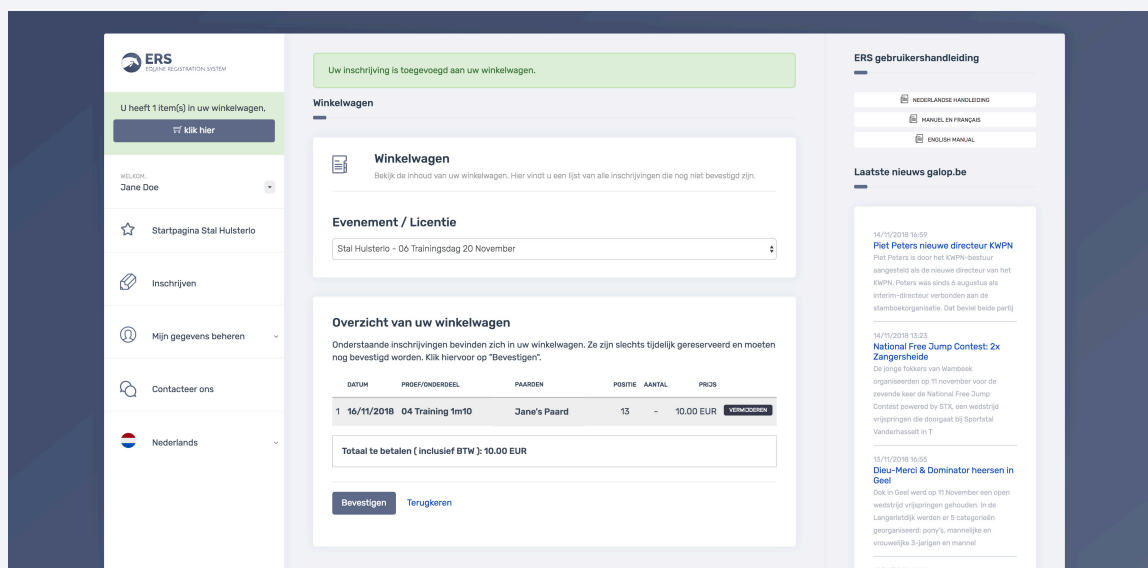 ERS
EQUINE REGISTRATION SYSTEM
U heeft 1 item(s) in uw winkelwagen,
klik hier
WELKOM,
Jane Doe
Startpagina Stal Hulsterlo
Inschrijven
Mijn gegevens beheren
Contacteer ons
Nederlands
Uw inschrijving is toegevoegd aan uw winkelwagen.
Winkelwagen
Winkelwagen
Bekijk de inhoud van uw winkelwagen. Hier vindt u een lijst van alle inschrijvingen die nog niet bevestigd zijn.
Evenement / Licentie
Stal Hulsterlo - 06 Trainingsdag 20 November
Overzicht van uw winkelwagen
Onderstaande inschrijvingen bevinden zich in uw winkelwagen. Ze zijn slechts tijdelijk gereserveerd en moeten
nog bevestigd worden. Klik hiervoor op "Bevestigen".
DATUM PROEF/ONDERDEEL PAARDEN POSITIE AANTAL PRIJS
1 16/11/2018 04 Training 1m10 Jane's Paard 13 - 10.00 EUR VERWIJDEREN
Totaal te betalen ( inclusief BTW ): 10.00 EUR
Bevestigen Terugkeren
ERS gebruikershandleiding
NEDERLANDSE HANDLEIDING
MANUEL EN FRANÇAIS
ENGLISH MANUAL
Laatste nieuws galop.be
14/11/2018 16:59
Piet Peters nieuwe directeur KWPN
Piet Peters is door het KWPN-bestuur
aangesteld als de nieuwe directeur van het
KWPN. Peters was sinds 6 augustus als
interim-directeur verbonden aan de
stamboekorganisatie. Dat beviel beide partij
14/11/2018 13:23
National Free Jump Contest: 2x
Zangersheide
De jonge fokkers van Wambeek
organiseerden op 11 november voor de
zevende keer de National Free Jump
Contest powered by STX, een wedstrijd
vrijspringen die doorgaat bij Sportstal
Vanderhasselt in T
13/11/2018 16:55
Dieu-Merci & Dominator heersen in
Geel
Ook in Geel werd op 11 November een open
wedstrijd vrijspringen gehouden. In de
Langerietdijk werden er 5 categorieën
georganiseerd: pony's, mannelijke en
vrouwelijke 3-jarigen en mannel